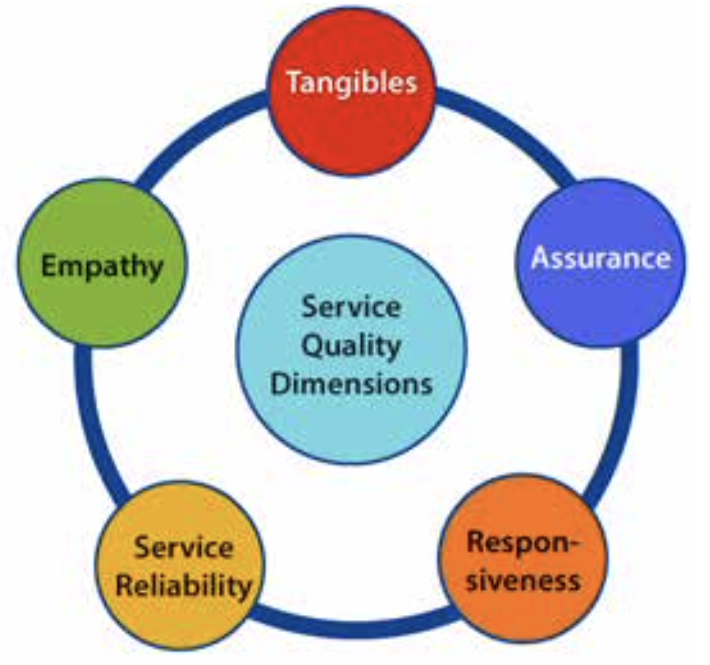 Tangibles
Assurance
Respon-
siveness
Service
Reliability
Empathy
Service
Quality
Dimensions